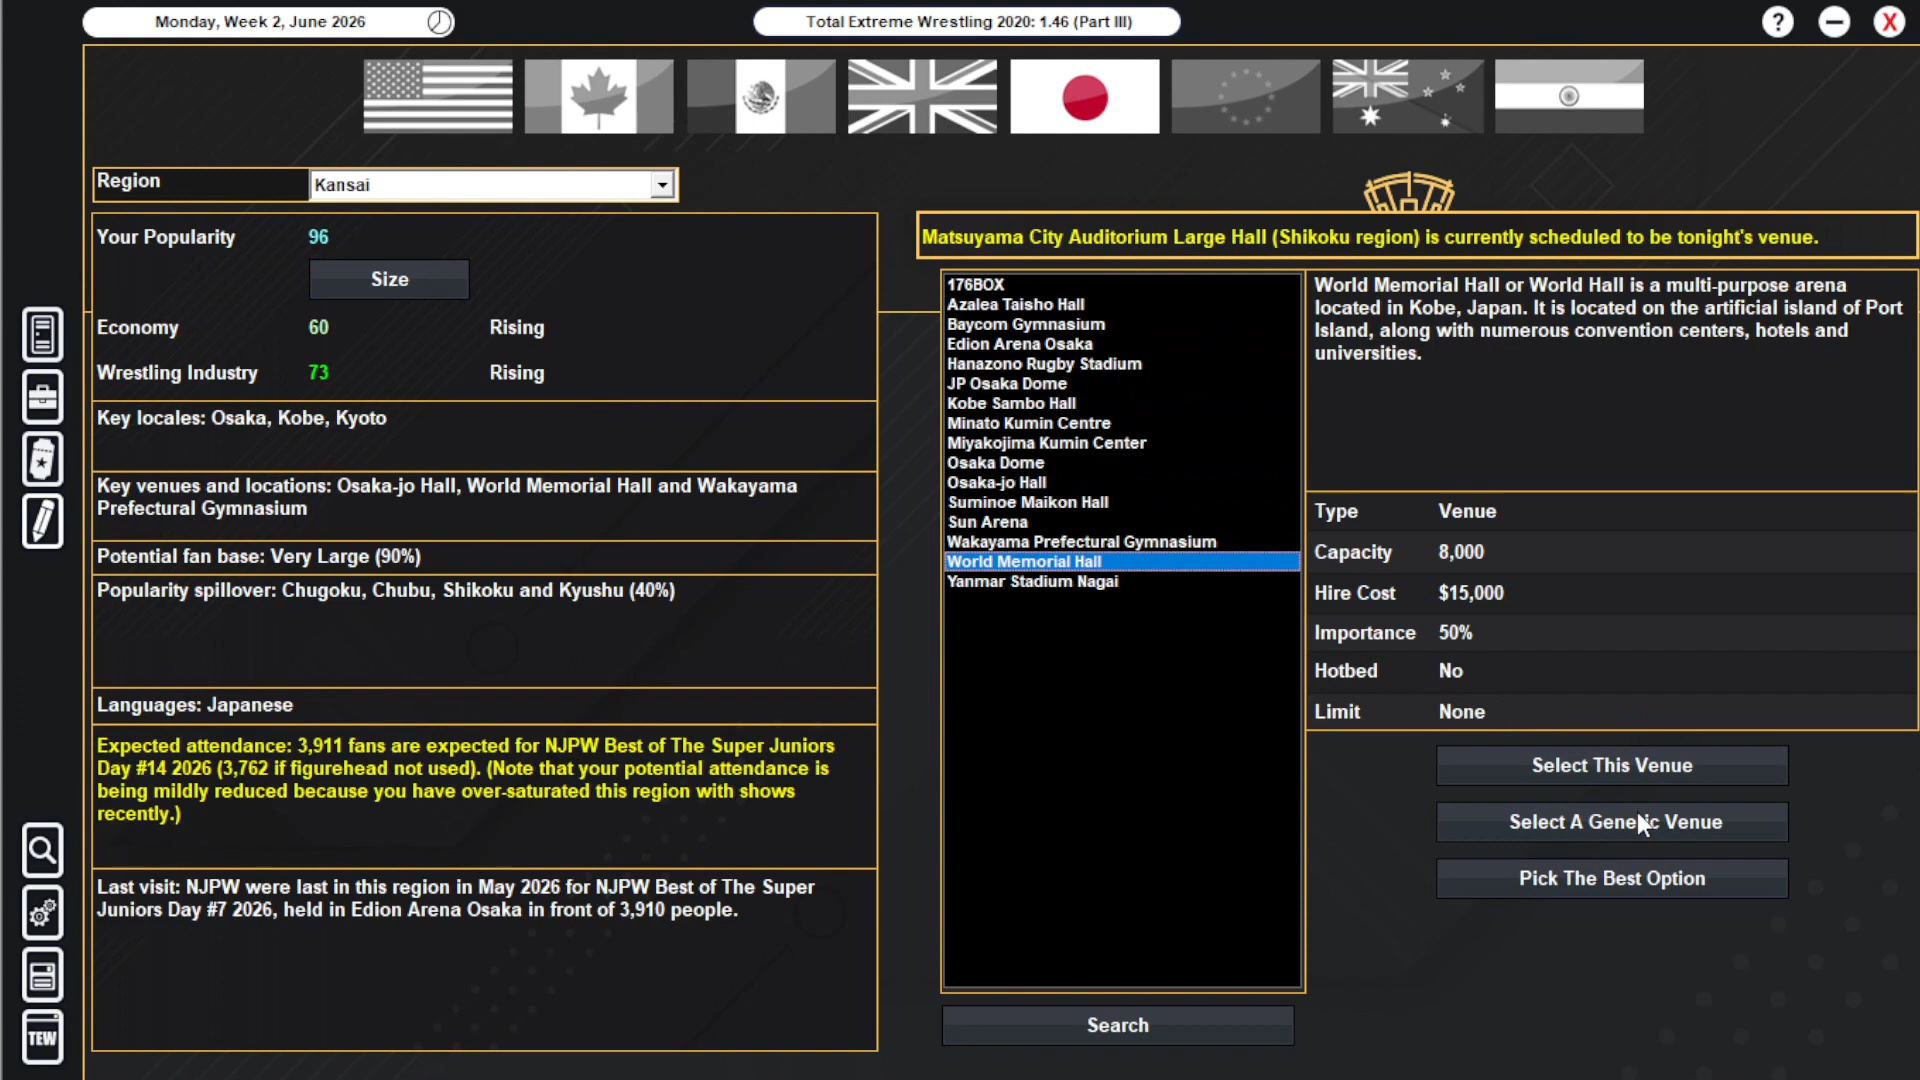 Monday, Week 2, June 2026
Total Extreme Wrestling 2020: 1.46 (Part III)
?
X
Region
Kansai
Your Popularity 96
Size
Economy 60 Rising
Wrestling Industry 73 Rising
Key locales: Osaka, Kobe, Kyoto
Key venues and locations: Osaka-jo Hall, World Memorial Hall and Wakayama
Prefectural Gymnasium
Potential fan base: Very Large (90%)
Popularity spillover: Chugoku, Chubu, Shikoku and Kyushu (40%)
Languages: Japanese
Expected attendance: 3,911 fans are expected for NJPW Best of The Super Juniors
Day #14 2026 (3,762 if figurehead not used). (Note that your potential attendance is
being mildly reduced because you have over-saturated this region with shows
recently.)
Last visit: NJPW were last in this region in May 2026 for NJPW Best of The Super
Juniors Day #7 2026, held in Edion Arena Osaka in front of 3,910 people.
Matsuyama City Auditorium Large Hall (Shikoku region) is currently scheduled to be tonight's venue.
176BOX
Azalea Taisho Hall
Baycom Gymnasium
Edion Arena Osaka
Hanazono Rugby Stadium
JP Osaka Dome
Kobe Sambo Hall
Minato Kumin Centre
Miyakojima Kumin Center
Osaka Dome
Osaka-jo Hall
Suminoe Maikon Hall
Sun Arena
Wakayama Prefectural Gymnasium
World Memorial Hall
Yanmar Stadium Nagai
Search
World Memorial Hall or World Hall is a multi-purpose arena
located in Kobe, Japan. It is located on the artificial island of Port
Island, along with numerous convention centers, hotels and
universities.
Type Venue
Capacity 8,000
Hire Cost $15,000
Importance 50%
Hotbed No
Limit None
Select This Venue
Select A Generic Venue
Pick The Best Option
TEW